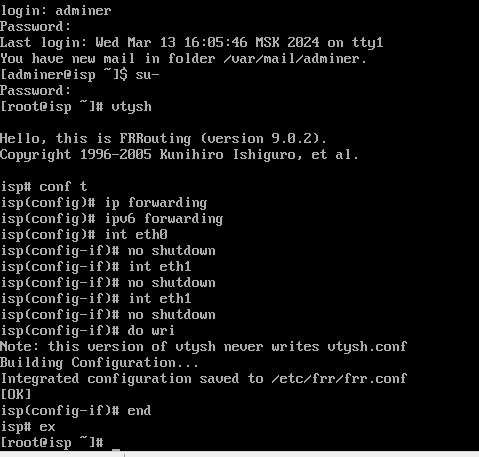 login: adminer
Password:
Last login: Wed Mar 13 16:05:46 MSK 2024 on tty1
You have new mail in folder /var/mail/adminer.
[adminer@isp ~]$ su-
Password:
[root@isp ~]# vtysh
Hello, this is FRRouting (version 9.0.2).
Copyright 1996-2005 Kunihiro Ishiguro, et al.
isp# conf t
isp(config)# ip forwarding
isp(config)# ipv6 forwarding
isp(config)# int eth0
isp(config-if)# no shutdown
isp(config-if)# int eth1
isp(config-if)# no shutdown
isp(config-if)# int eth1
isp(config-if)# no shutdown
isp(config-if)# do wri
Note: this version of vtysh never writes vtysh.conf
Building Configuration...
Integrated configuration saved to /etc/frr/frr.conf
[OK]
isp(config-if)# end
isp# ex
[root@isp ~]# _